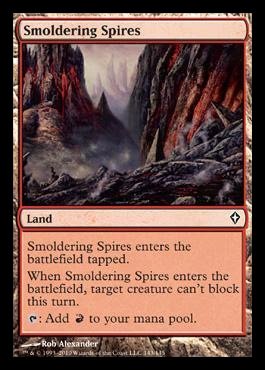 Smoldering Spires
Land
Smoldering Spires enters the
battlefield tapped.
When Smoldering Spires enters the
battlefield, target creature can't block
this turn.
: Add to your mana pool.
Rob Alexander
™ & © 1993–2010 Wizards of the Coast LLC 143/145